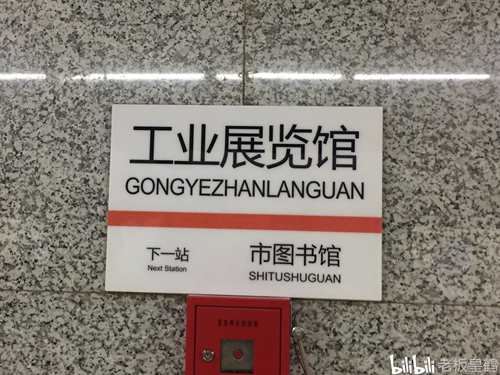 工业展览馆
GONGYEZHANLANGUAN
下一站
Next Station
市图书馆
SHITUSHUGUAN
bilibili 老板皇鹤